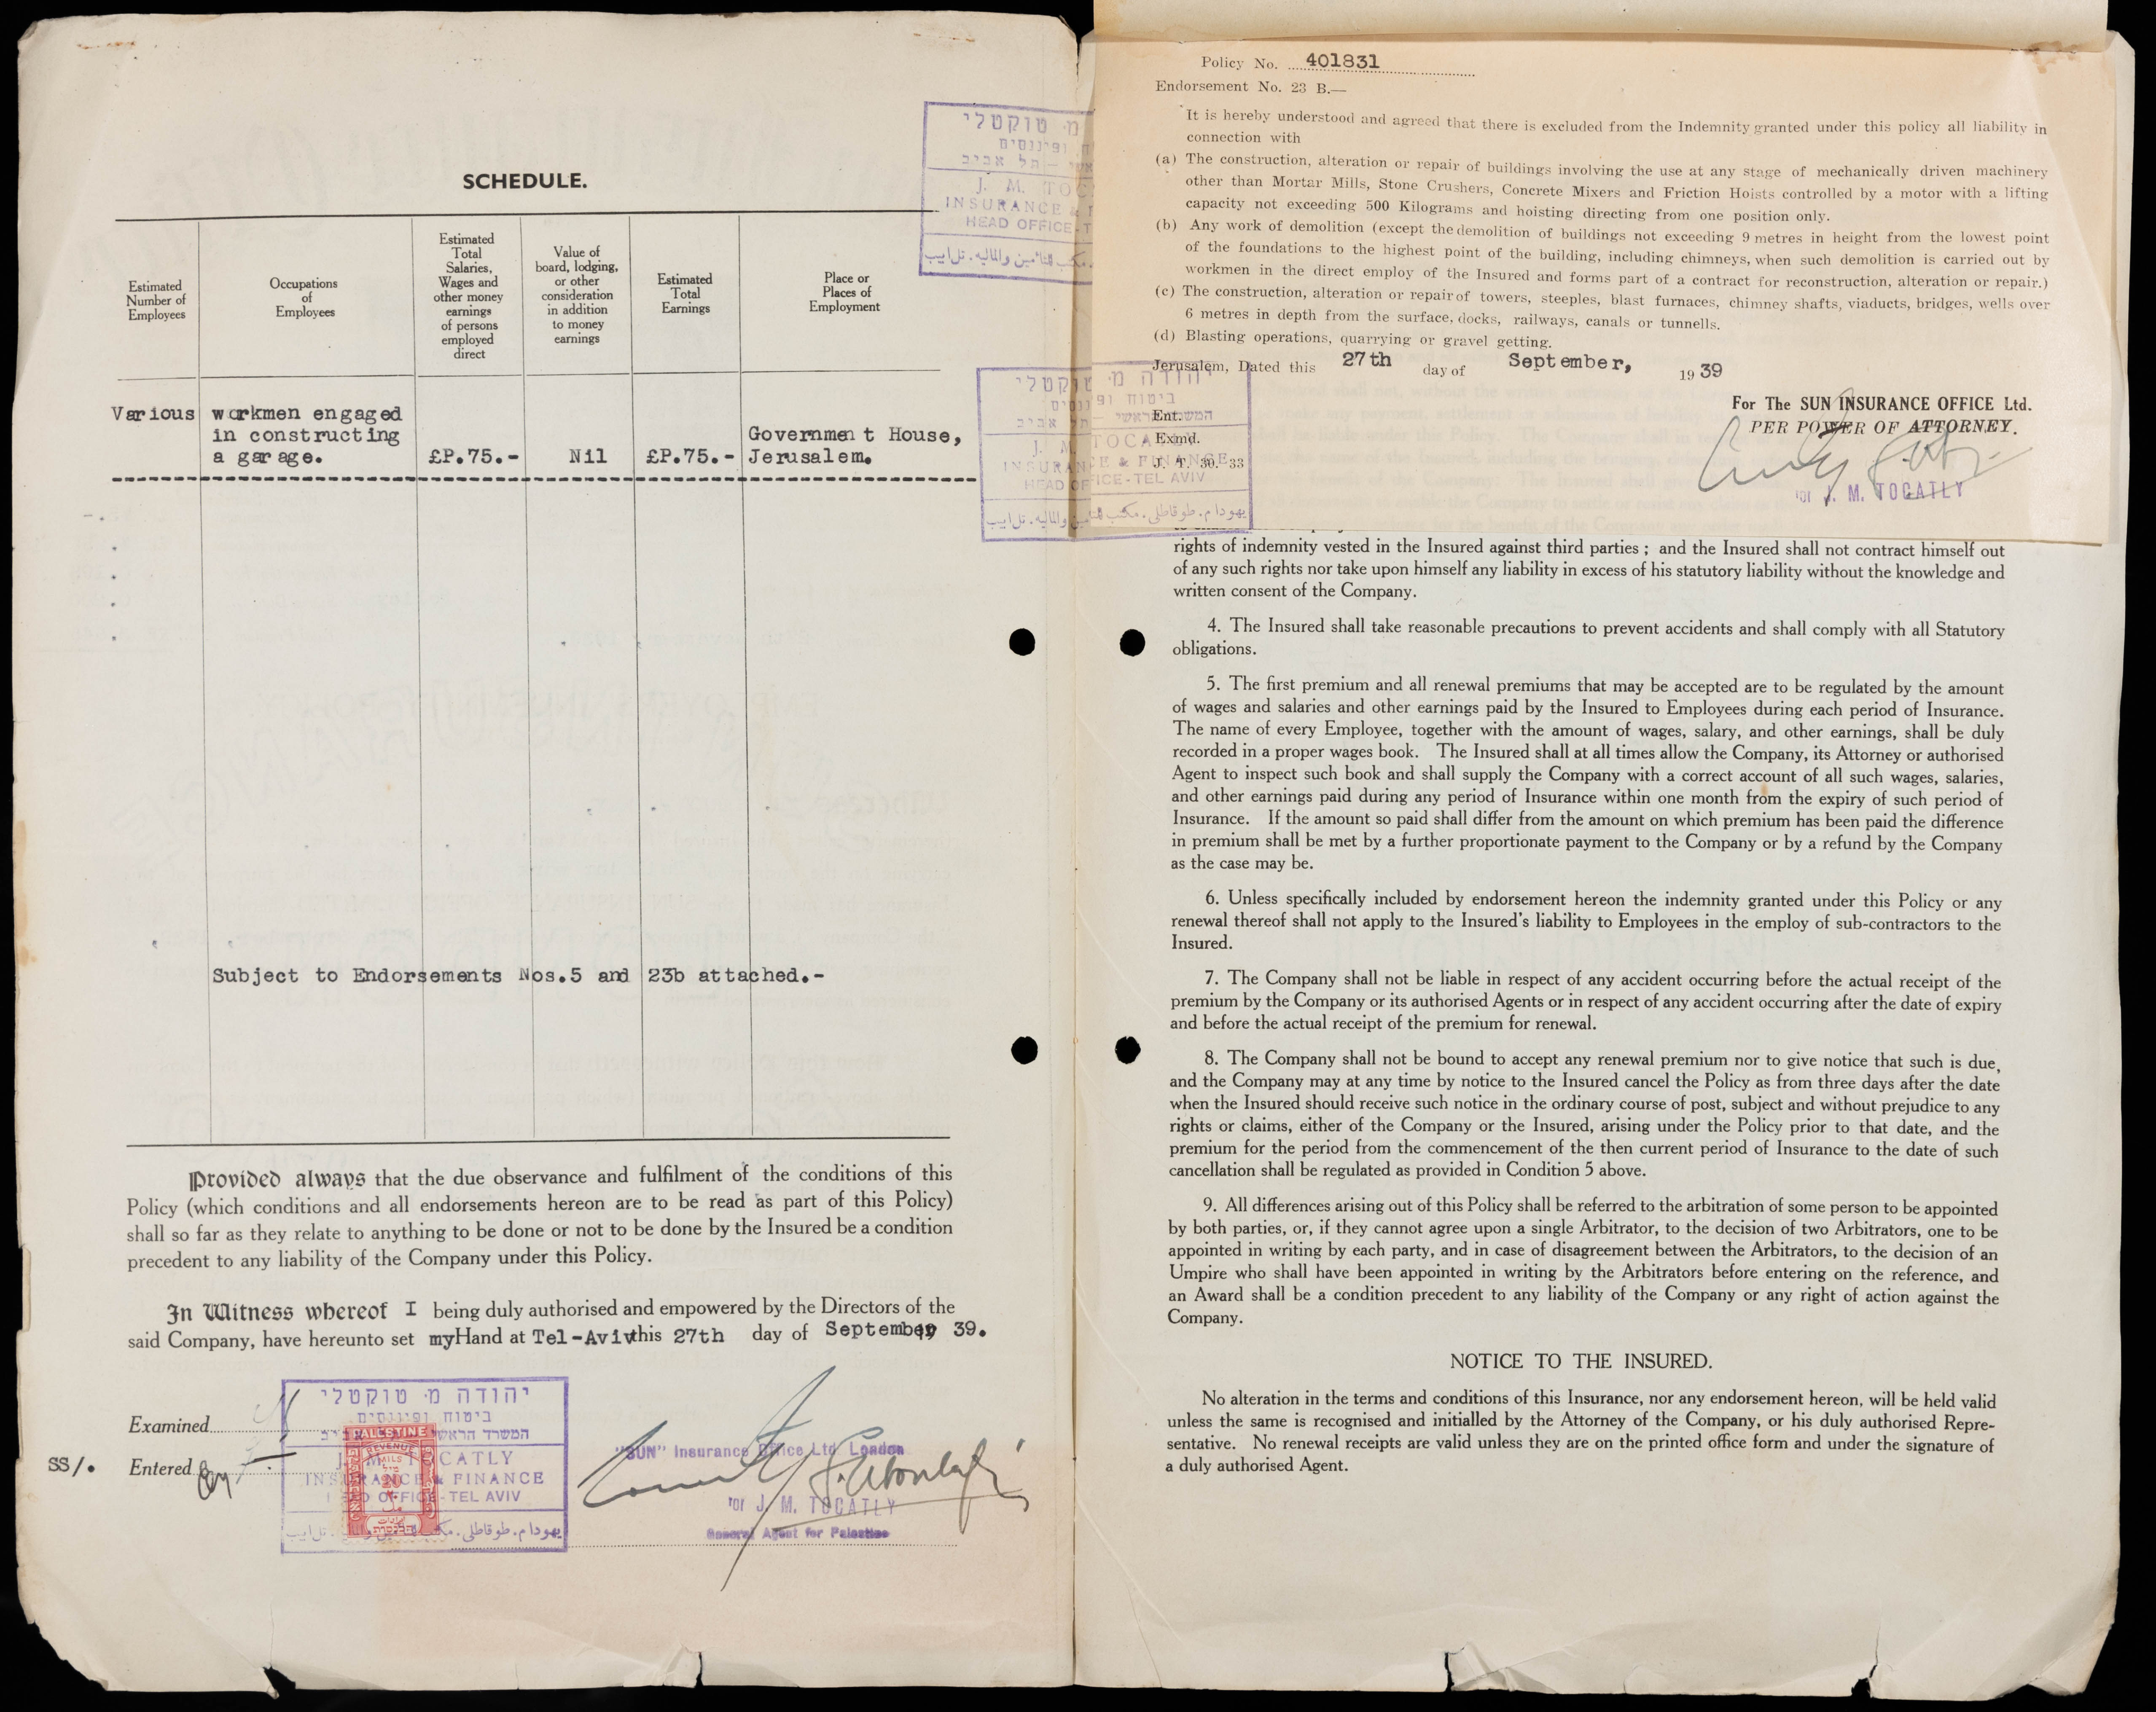 SCHEDULE.
Estimated Number of Employees
Occupations of Employees
Estimated Total Salaries, Wages and other money earnings of persons employed direct
Value of board, lodging, or other consideration in addition to money earnings
Estimated Total Earnings
Place or Places of Employment
Various workmen engaged
in constructing
a garage. £P.75.- Nil £P.75.- Government House,
Jerusalem.
Subject to Endorsements Nos.5 and 23b attached.-
Provided always that the due observance and fulfilment of the conditions of this
Policy (which conditions and all endorsements hereon are to be read as part of this Policy)
shall so far as they relate to anything to be done or not to be done by the Insured be a condition
precedent to any liability of the Company under this Policy.
In Witness whereof I being duly authorised and empowered by the Directors of the
said Company, have hereunto set my Hand at Tel-Aviv this 27th day of September 19 39.
Examined
SS/. Entered
יהודה מ. טוקטלי
ביטוח ופיננסים
המשרד הראשי
J. M. TOCATLY
INSURANCE & FINANCE
HEAD OFFICE - TEL AVIV
يهودا م. طوقاطلي.
تل ابيب
PALESTINE
REVENUE
MILS
20
"SUN" Insurance Office Ltd London
for J. M. TOCATLY
General Agent for Palestine
מ. טוקטלי
ופיננסים
תל אביב
J. M. TOC
INSURANCE &
HEAD OFFICE - T
مكتب للتأمين والماليه. تل ابيب
יהודה מ. טוקטלי
ביטוח ופיננסים
המשרד הראשי – תל אביב
J. M. TOCATLY
INSURANCE & FINANCE
HEAD OFFICE - TEL AVIV
يهودا م. طوقاطلي. مكتب للتأمين والماليه. تل ابيب
Policy No. 401831
Endorsement No. 23 B.—
It is hereby understood and agreed that there is excluded from the Indemnity granted under this policy all liability in
connection with
(a) The construction, alteration or repair of buildings involving the use at any stage of mechanically driven machinery
other than Mortar Mills, Stone Crushers, Concrete Mixers and Friction Hoists controlled by a motor with a lifting
capacity not exceeding 500 Kilograms and hoisting directing from one position only.
(b) Any work of demolition (except the demolition of buildings not exceeding 9 metres in height from the lowest point
of the foundations to the highest point of the building, including chimneys, when such demolition is carried out by
workmen in the direct employ of the Insured and forms part of a contract for reconstruction, alteration or repair.)
(c) The construction, alteration or repair of towers, steeples, blast furnaces, chimney shafts, viaducts, bridges, wells over
6 metres in depth from the surface, docks, railways, canals or tunnells.
(d) Blasting operations, quarrying or gravel getting.
Jerusalem, Dated this 27th day of September, 19 39
Ent.
Exmd.
J. T. 30. 33
For The SUN INSURANCE OFFICE Ltd.
PER POWER OF ATTORNEY.
for J. M. TOCATLY
rights of indemnity vested in the Insured against third parties ; and the Insured shall not contract himself out
of any such rights nor take upon himself any liability in excess of his statutory liability without the knowledge and
written consent of the Company.
4. The Insured shall take reasonable precautions to prevent accidents and shall comply with all Statutory
obligations.
5. The first premium and all renewal premiums that may be accepted are to be regulated by the amount
of wages and salaries and other earnings paid by the Insured to Employees during each period of Insurance.
The name of every Employee, together with the amount of wages, salary, and other earnings, shall be duly
recorded in a proper wages book. The Insured shall at all times allow the Company, its Attorney or authorised
Agent to inspect such book and shall supply the Company with a correct account of all such wages, salaries,
and other earnings paid during any period of Insurance within one month from the expiry of such period of
Insurance. If the amount so paid shall differ from the amount on which premium has been paid the difference
in premium shall be met by a further proportionate payment to the Company or by a refund by the Company
as the case may be.
6. Unless specifically included by endorsement hereon the indemnity granted under this Policy or any
renewal thereof shall not apply to the Insured's liability to Employees in the employ of sub-contractors to the
Insured.
7. The Company shall not be liable in respect of any accident occurring before the actual receipt of the
premium by the Company or its authorised Agents or in respect of any accident occurring after the date of expiry
and before the actual receipt of the premium for renewal.
8. The Company shall not be bound to accept any renewal premium nor to give notice that such is due,
and the Company may at any time by notice to the Insured cancel the Policy as from three days after the date
when the Insured should receive such notice in the ordinary course of post, subject and without prejudice to any
rights or claims, either of the Company or the Insured, arising under the Policy prior to that date, and the
premium for the period from the commencement of the then current period of Insurance to the date of such
cancellation shall be regulated as provided in Condition 5 above.
9. All differences arising out of this Policy shall be referred to the arbitration of some person to be appointed
by both parties, or, if they cannot agree upon a single Arbitrator, to the decision of two Arbitrators, one to be
appointed in writing by each party, and in case of disagreement between the Arbitrators, to the decision of an
Umpire who shall have been appointed in writing by the Arbitrators before entering on the reference, and
an Award shall be a condition precedent to any liability of the Company or any right of action against the
Company.
NOTICE TO THE INSURED.
No alteration in the terms and conditions of this Insurance, nor any endorsement hereon, will be held valid
unless the same is recognised and initialled by the Attorney of the Company, or his duly authorised Repre-
sentative. No renewal receipts are valid unless they are on the printed office form and under the signature of
a duly authorised Agent.